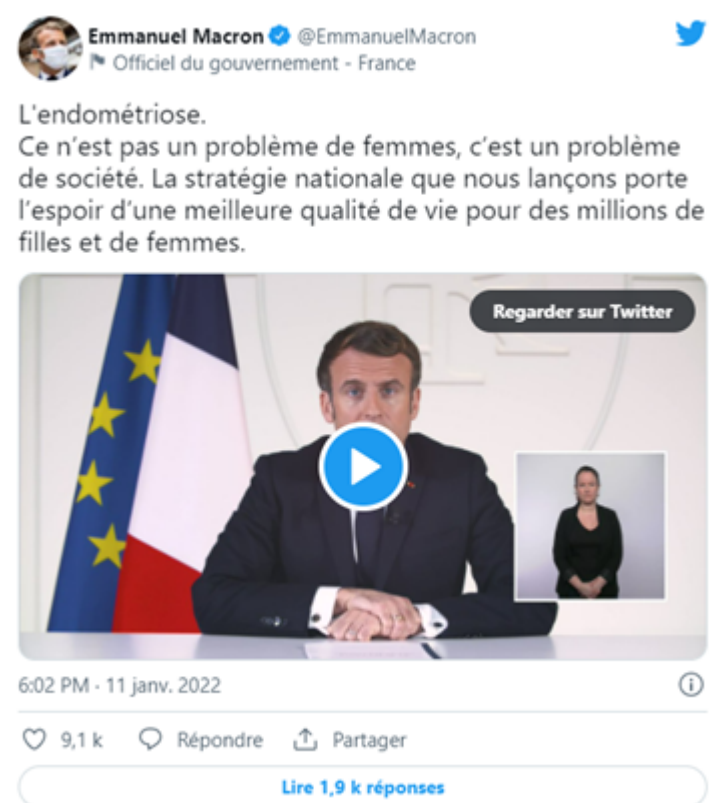 Emmanuel Macron @EmmanuelMacron
Officiel du gouvernement - France
L'endométriose.
Ce n’est pas un problème de femmes, c’est un problème
de société. La stratégie nationale que nous lançons porte
l’espoir d’une meilleure qualité de vie pour des millions de
filles et de femmes.
Regarder sur Twitter
6:02 PM · 11 janv. 2022
9,1 k Répondre Partager
Lire 1,9 k réponses